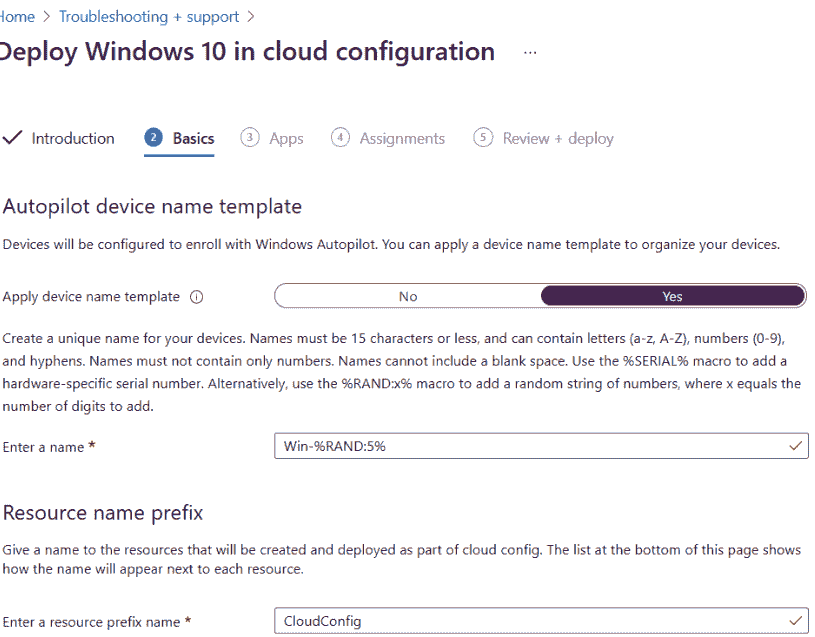 Home > Troubleshooting + support >
Deploy Windows 10 in cloud configuration ...
Introduction 2 Basics 3 Apps 4 Assignments 5 Review + deploy
Autopilot device name template
Devices will be configured to enroll with Windows Autopilot. You can apply a device name template to organize your devices.
Apply device name template No Yes
Create a unique name for your devices. Names must be 15 characters or less, and can contain letters (a-z, A-Z), numbers (0-9),
and hyphens. Names must not contain only numbers. Names cannot include a blank space. Use the %SERIAL% macro to add a
hardware-specific serial number. Alternatively, use the %RAND:x% macro to add a random string of numbers, where x equals the
number of digits to add.
Enter a name * Win-%RAND:5%
Resource name prefix
Give a name to the resources that will be created and deployed as part of cloud config. The list at the bottom of this page shows
how the name will appear next to each resource.
Enter a resource prefix name * CloudConfig